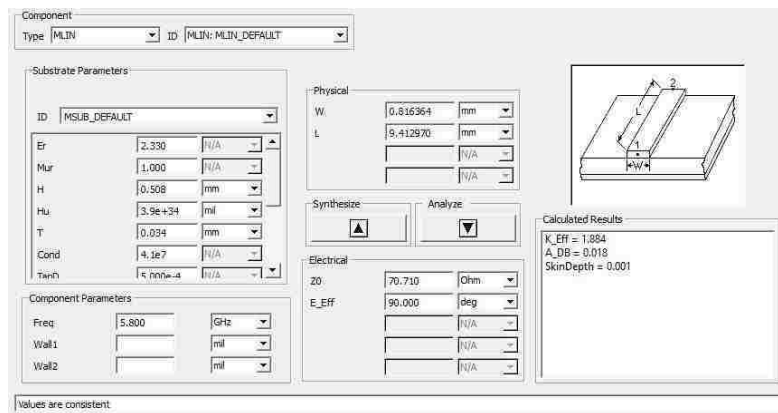 Component
Type MLIN ID MLIN: MLIN_DEFAULT
Substrate Parameters
ID MSUB_DEFAULT
Er 2.330 N/A
Mur 1.000 N/A
H 0.508 mm
Hu 3.9e+34 mil
T 0.034 mm
Cond 4.1e7 N/A
TanD 5.000e-4 N/A
Component Parameters
Freq 5.800 GHz
Wall1 mil
Wall2 mil
Physical
W 0.816364 mm
L 9.412970 mm
N/A
N/A
Synthesize Analyze
Electrical
Z0 70.710 Ohm
E_Eff 90.000 deg
N/A
N/A
N/A
2
L
1
W
Calculated Results
K_Eff = 1.884
A_DB = 0.018
SkinDepth = 0.001
Values are consistent